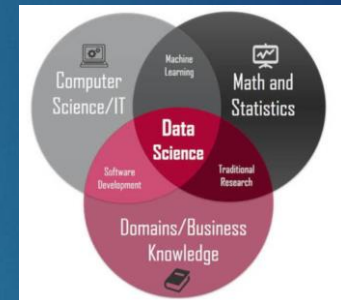 Machine
Learning
Computer
Science/IT
Math and
Statistics
Data
Science
Software
Development
Traditional
Research
Domains/Business
Knowledge